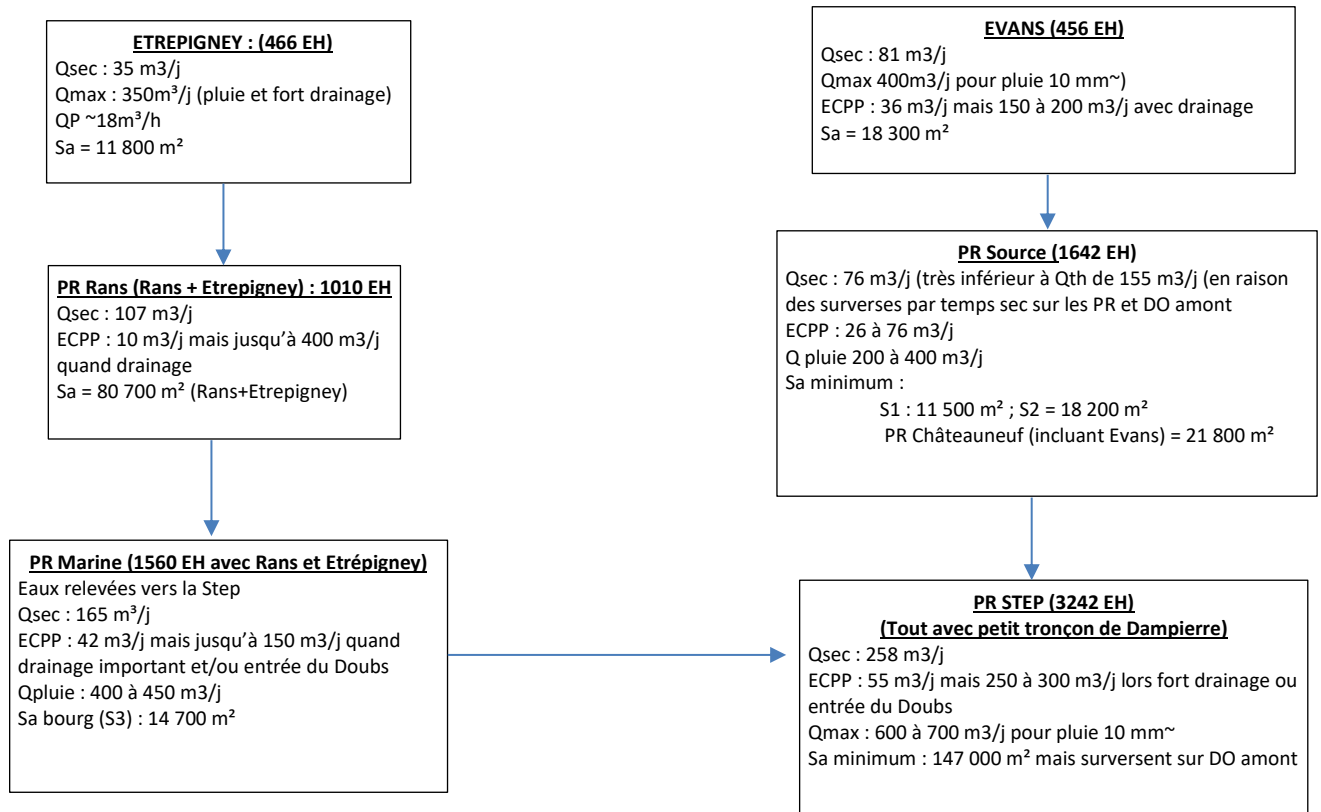 ETREPIGNEY : (466 EH)
Qsec : 35 m3/j
Qmax : 350m³/j (pluie et fort drainage)
QP ~18m³/h
Sa = 11 800 m²
EVANS (456 EH)
Qsec : 81 m3/j
Qmax 400m3/j pour pluie 10 mm~)
ECPP : 36 m3/j mais 150 à 200 m3/j avec drainage
Sa = 18 300 m²
PR Rans (Rans + Etrepigney) : 1010 EH
Qsec : 107 m3/j
ECPP : 10 m3/j mais jusqu’à 400 m3/j
quand drainage
Sa = 80 700 m² (Rans+Etrepigney)
PR Source (1642 EH)
Qsec : 76 m3/j (très inférieur à Qth de 155 m3/j (en raison
des surverses par temps sec sur les PR et DO amont
ECPP : 26 à 76 m3/j
Q pluie 200 à 400 m3/j
Sa minimum :
S1 : 11 500 m² ; S2 = 18 200 m²
PR Châteauneuf (incluant Evans) = 21 800 m²
PR Marine (1560 EH avec Rans et Etrépigney)
Eaux relevées vers la Step
Qsec : 165 m³/j
ECPP : 42 m3/j mais jusqu’à 150 m3/j quand
drainage important et/ou entrée du Doubs
Qpluie : 400 à 450 m3/j
Sa bourg (S3) : 14 700 m²
PR STEP (3242 EH)
(Tout avec petit tronçon de Dampierre)
Qsec : 258 m3/j
ECPP : 55 m3/j mais 250 à 300 m3/j lors fort drainage ou
entrée du Doubs
Qmax : 600 à 700 m3/j pour pluie 10 mm~
Sa minimum : 147 000 m² mais surversent sur DO amont